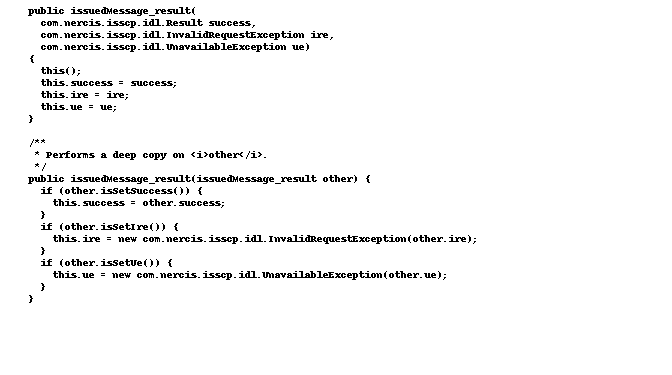 public issuedMessage_result(
  com.nercis.isscp.idl.Result success,
  com.nercis.isscp.idl.InvalidRequestException ire,
  com.nercis.isscp.idl.UnavailableException ue)
{
  this();
  this.success = success;
  this.ire = ire;
  this.ue = ue;
}

/**
 * Performs a deep copy on <i>other</i>.
 */
public issuedMessage_result(issuedMessage_result other) {
  if (other.isSetSuccess()) {
    this.success = other.success;
  }
  if (other.isSetIre()) {
    this.ire = new com.nercis.isscp.idl.InvalidRequestException(other.ire);
  }
  if (other.isSetUe()) {
    this.ue = new com.nercis.isscp.idl.UnavailableException(other.ue);
  }
}